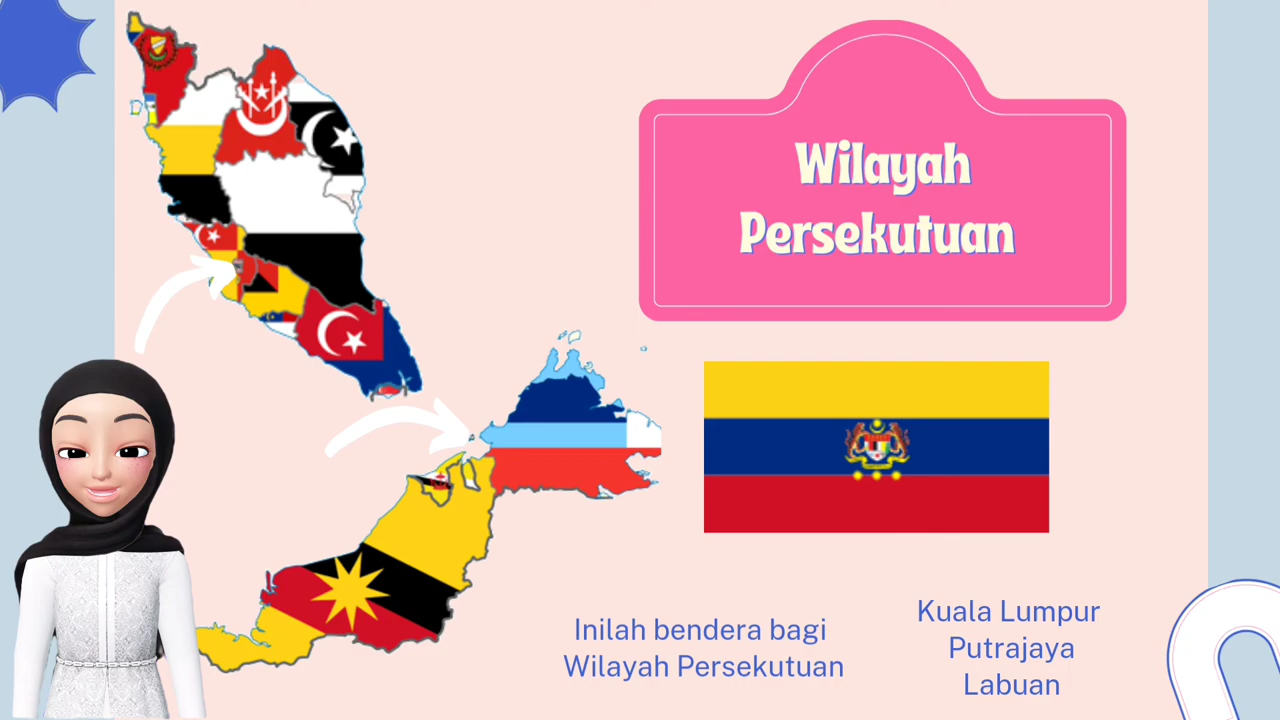 Wilayah
Persekutuan
Inilah bendera bagi
Wilayah Persekutuan
Kuala Lumpur
Putrajaya
Labuan